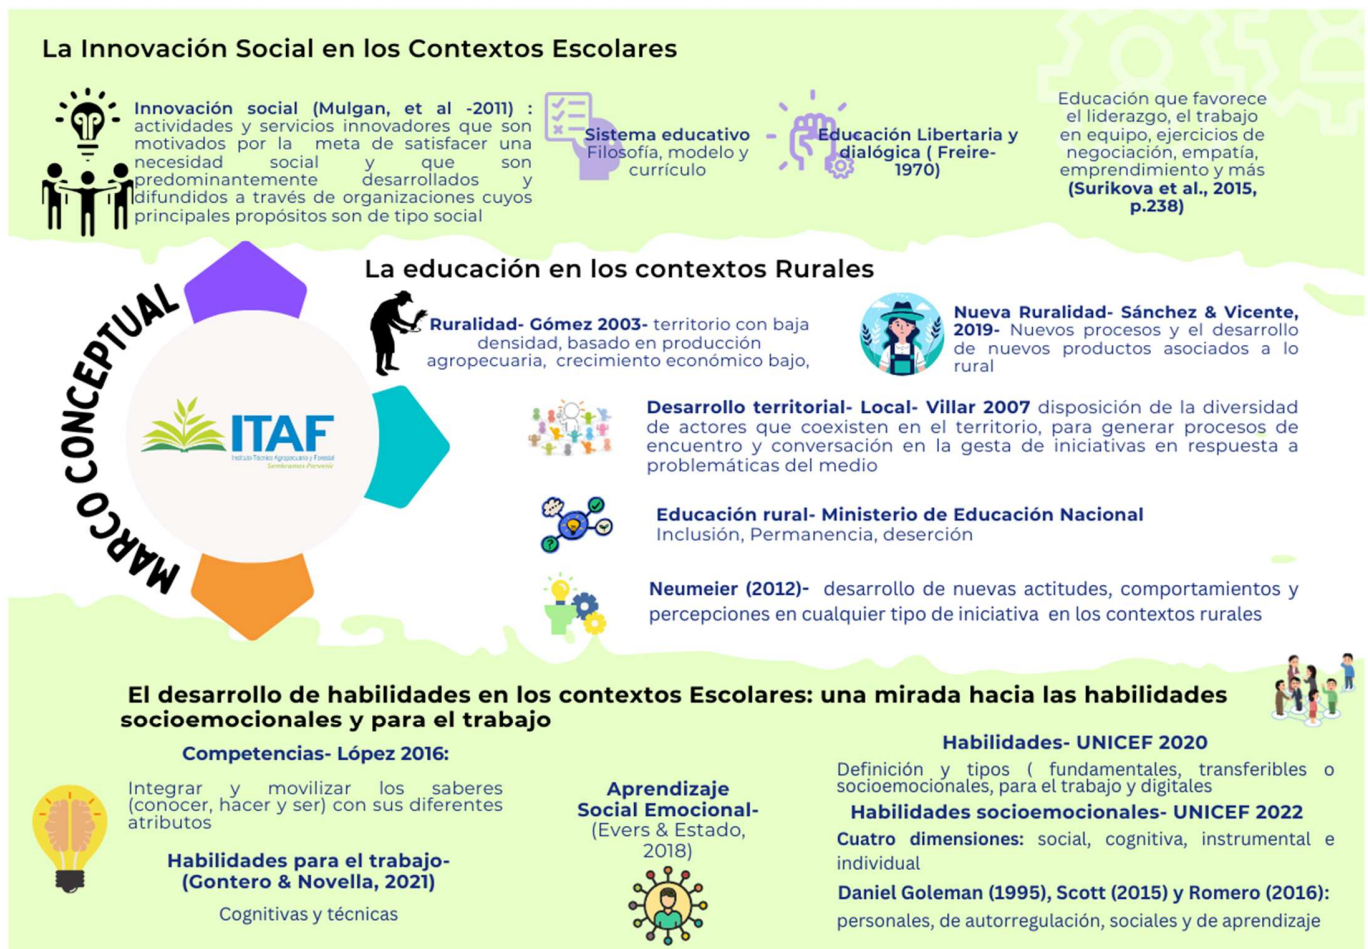 La Innovación Social en los Contextos Escolares
Innovación social (Mulgan, et al -2011) :
actividades y servicios innovadores que son
motivados por la meta de satisfacer una
necesidad social y que son
predominantemente desarrollados y
difundidos a través de organizaciones cuyos
principales propósitos son de tipo social
Sistema educativo
Filosofía, modelo y
currículo
Educación Libertaria y
dialógica ( Freire-
1970)
Educación que favorece
el liderazgo, el trabajo
en equipo, ejercicios de
negociación, empatía,
emprendimiento y más
(Surikova et al., 2015,
p.238)
MARCO CONCEPTUAL
ITAF
Instituto Técnico Agropecuario y Forestal
Sembramos Porvenir
La educación en los contextos Rurales
Ruralidad- Gómez 2003- territorio con baja
densidad, basado en producción
agropecuaria, crecimiento económico bajo,
Nueva Ruralidad- Sánchez & Vicente,
2019- Nuevos procesos y el desarrollo
de nuevos productos asociados a lo
rural
Desarrollo territorial- Local- Villar 2007 disposición de la diversidad
de actores que coexisten en el territorio, para generar procesos de
encuentro y conversación en la gesta de iniciativas en respuesta a
problemáticas del medio
Educación rural- Ministerio de Educación Nacional
Inclusión, Permanencia, deserción
Neumeier (2012)- desarrollo de nuevas actitudes, comportamientos y
percepciones en cualquier tipo de iniciativa en los contextos rurales
El desarrollo de habilidades en los contextos Escolares: una mirada hacia las habilidades
socioemocionales y para el trabajo
Competencias- López 2016:
Integrar y movilizar los saberes
(conocer, hacer y ser) con sus diferentes
atributos
Habilidades para el trabajo-
(Gontero & Novella, 2021)
Cognitivas y técnicas
Aprendizaje
Social Emocional-
(Evers & Estado,
2018)
Habilidades- UNICEF 2020
Definición y tipos ( fundamentales, transferibles o
socioemocionales, para el trabajo y digitales
Habilidades socioemocionales- UNICEF 2022
Cuatro dimensiones: social, cognitiva, instrumental e
individual
Daniel Goleman (1995), Scott (2015) y Romero (2016):
personales, de autorregulación, sociales y de aprendizaje